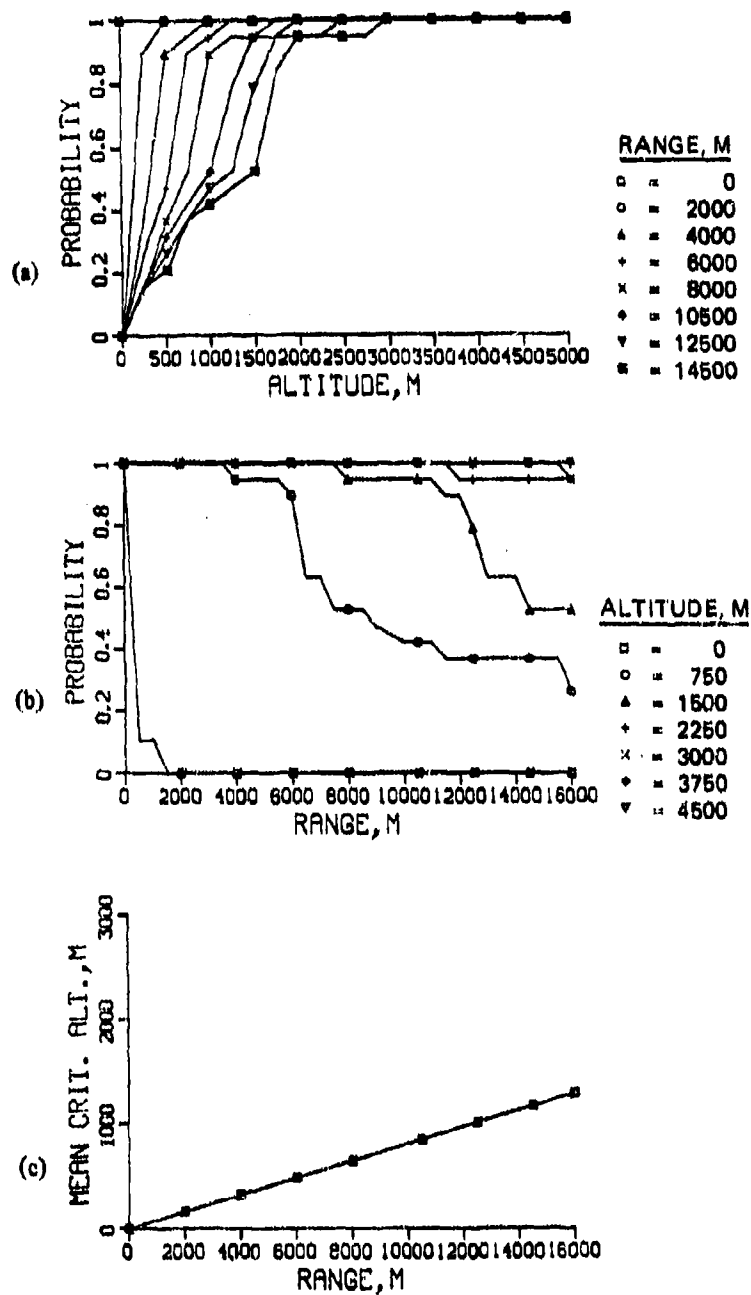 (a)
PROBABILITY
0 0.2 0.4 0.6 0.8 1
0 500 1000 1500 2000 2500 3000 3500 4000 4500 5000
ALTITUDE, M
RANGE, M
= 0
= 2000
= 4000
= 6000
= 8000
= 10500
= 12500
= 14500
(b)
PROBABILITY
0 0.2 0.4 0.6 0.8 1
0 2000 4000 6000 8000 10000 12000 14000 16000
RANGE, M
ALTITUDE, M
= 0
= 750
= 1500
= 2250
= 3000
= 3750
= 4500
(c)
MEAN CRIT. ALT., M
0 1000 2000 3000
0 2000 4000 6000 8000 10000 12000 14000 16000
RANGE, M